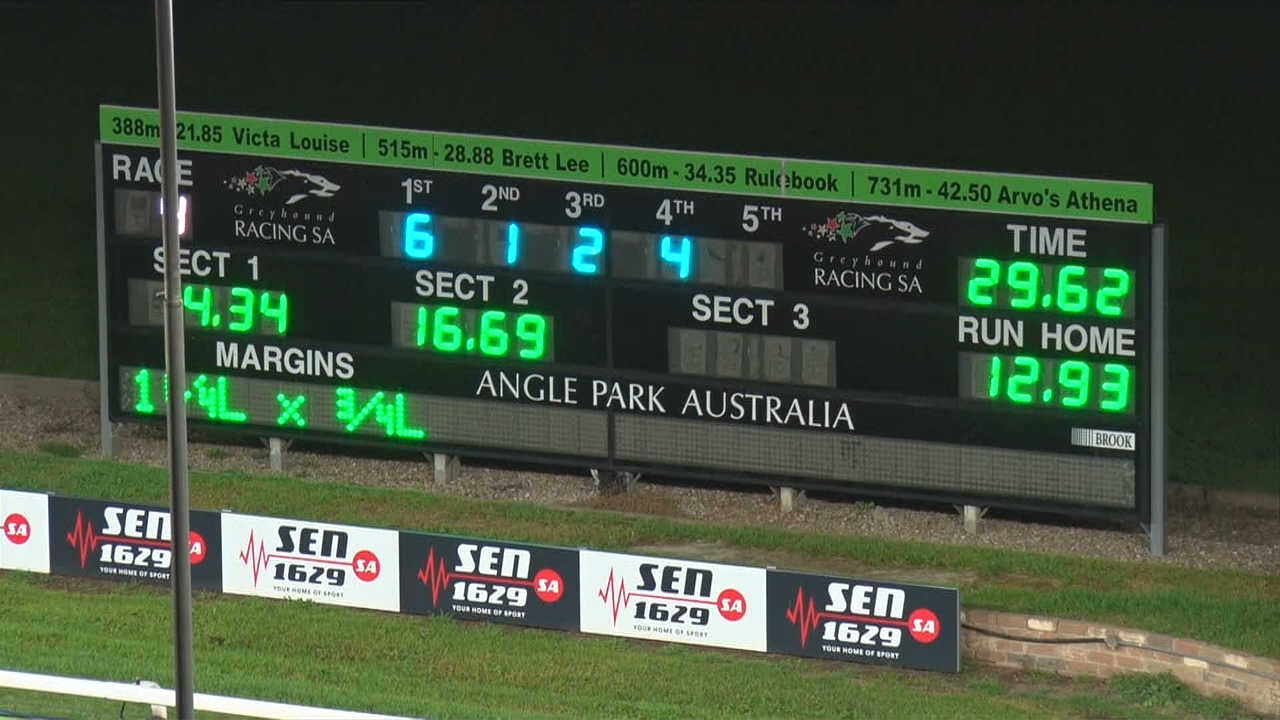 388m 21.85 Victa Louise | 515m - 28.88 Brett Lee | 600m - 34.35 Rulebook | 731m - 42.50 Arvo's Athena
RACE
Greyhound
RACING SA
1ST 2ND 3RD 4TH 5TH
6 1 2 4
Greyhound
RACING SA
TIME
29.62
SECT 1
4.34
SECT 2
16.69
SECT 3
RUN HOME
12.93
MARGINS
1 1/4L x 3/4L
ANGLE PARK AUSTRALIA
BROOK
SA
SEN
1629
SA
YOUR HOME OF SPORT
SEN
1629
SA
YOUR HOME OF SPORT
SEN
1629
SA
YOUR HOME OF SPORT
SEN
1629
SA
YOUR HOME OF SPORT
SEN
1629
SA
YOUR HOME OF SPORT